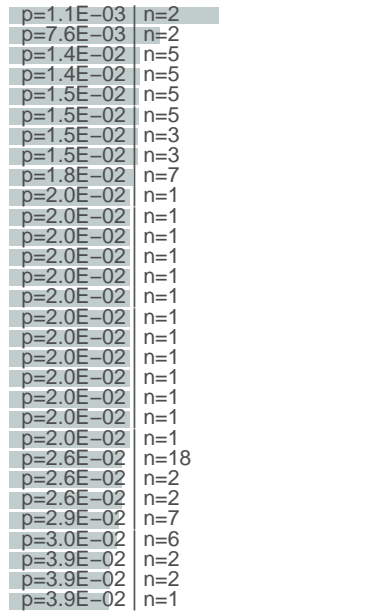 p=1.1E−03 | n=2
p=7.6E−03 | n=2
p=1.4E−02 | n=5
p=1.4E−02 | n=5
p=1.5E−02 | n=5
p=1.5E−02 | n=5
p=1.5E−02 | n=3
p=1.5E−02 | n=3
p=1.8E−02 | n=7
p=2.0E−02 | n=1
p=2.0E−02 | n=1
p=2.0E−02 | n=1
p=2.0E−02 | n=1
p=2.0E−02 | n=1
p=2.0E−02 | n=1
p=2.0E−02 | n=1
p=2.0E−02 | n=1
p=2.0E−02 | n=1
p=2.0E−02 | n=1
p=2.0E−02 | n=1
p=2.0E−02 | n=1
p=2.0E−02 | n=1
p=2.6E−02 | n=18
p=2.6E−02 | n=2
p=2.6E−02 | n=2
p=2.9E−02 | n=7
p=3.0E−02 | n=6
p=3.9E−02 | n=2
p=3.9E−02 | n=2
p=3.9E−02 | n=1